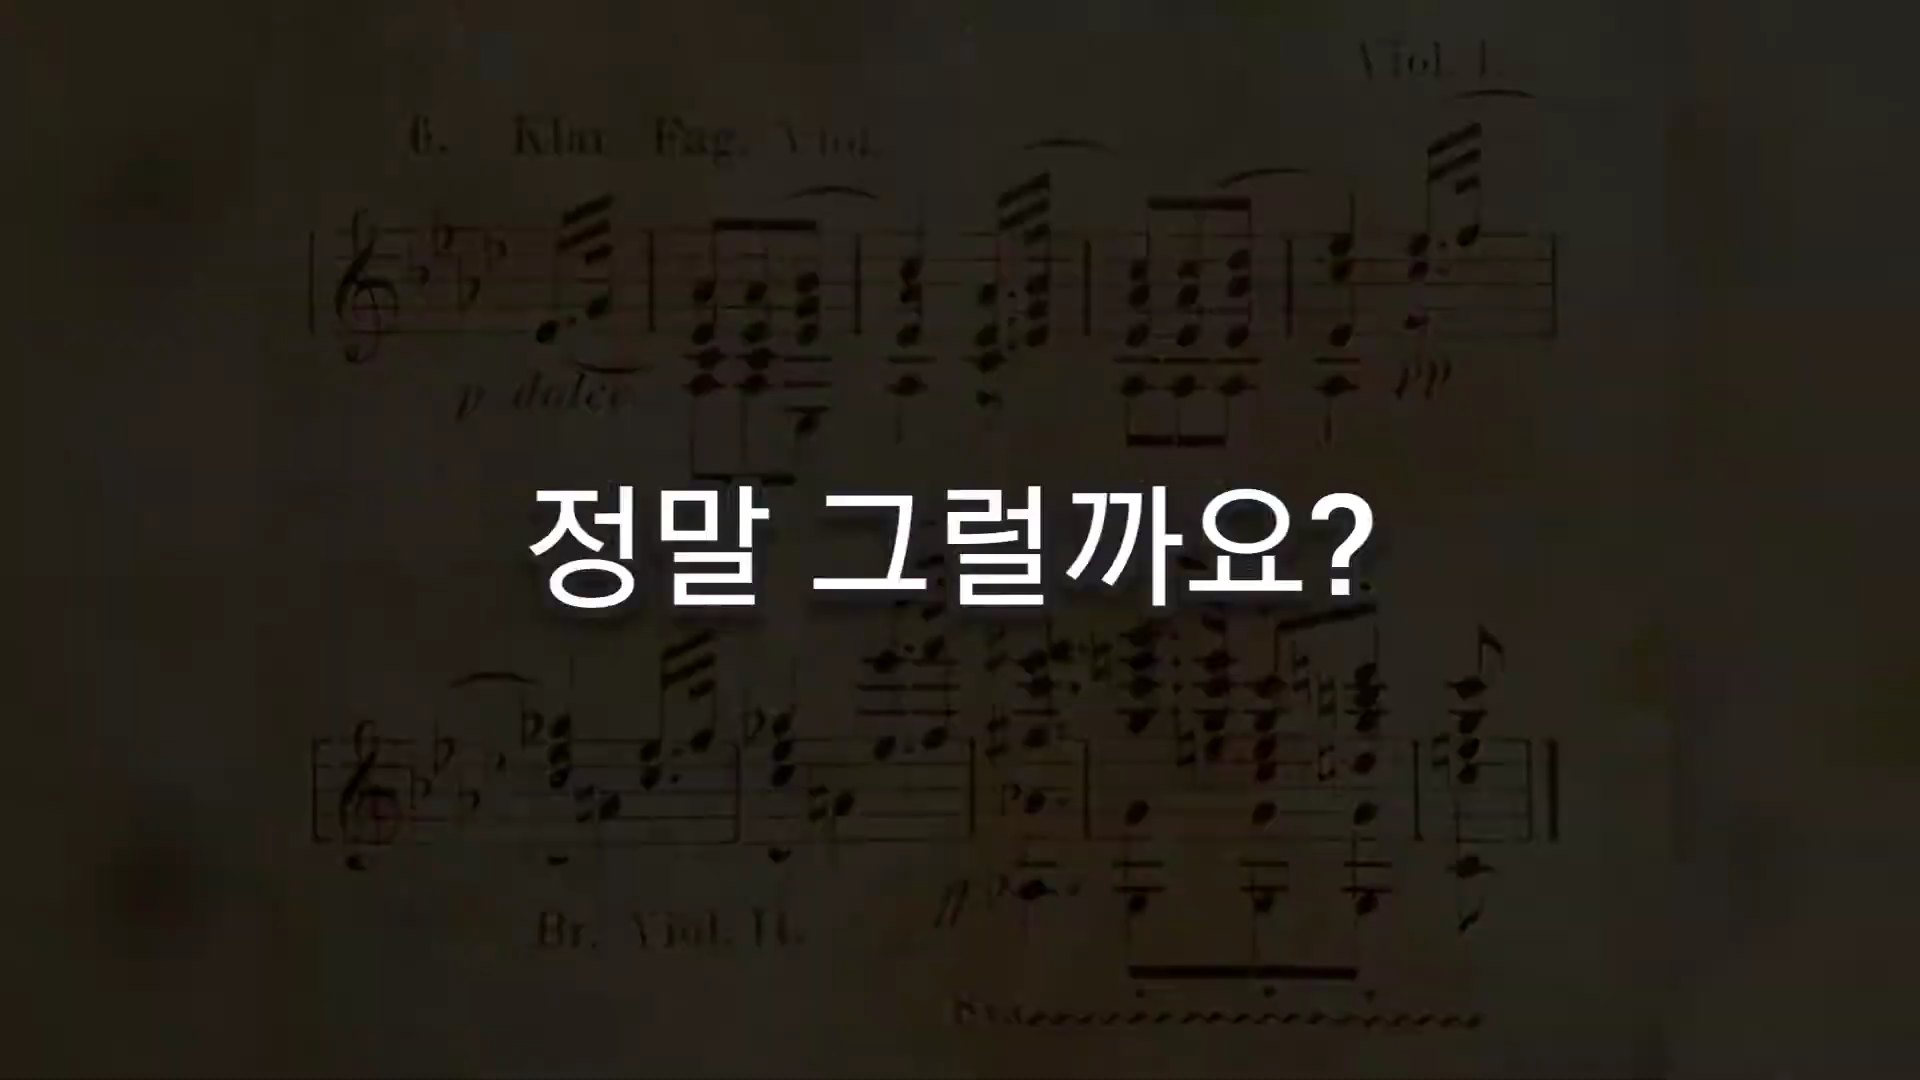 Viol. I.
6. Klar. Fag. Viol.
p dolce
pp
정말 그럴까요?
Br. Viol. II.